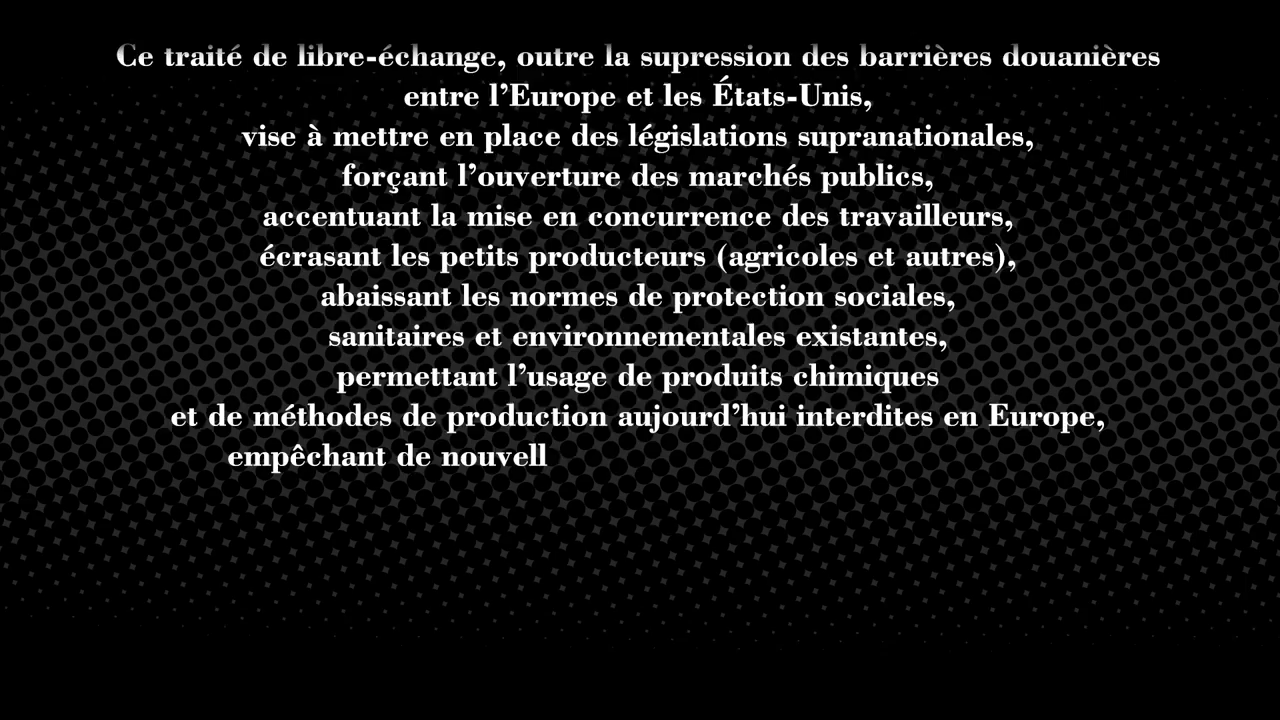 Ce traité de libre-échange, outre la supression des barrières douanières
entre l’Europe et les États-Unis,
vise à mettre en place des législations supranationales,
forçant l’ouverture des marchés publics,
accentuant la mise en concurrence des travailleurs,
écrasant les petits producteurs (agricoles et autres),
abaissant les normes de protection sociales,
sanitaires et environnementales existantes,
permettant l’usage de produits chimiques
et de méthodes de production aujourd’hui interdites en Europe,
empêchant de nouvell